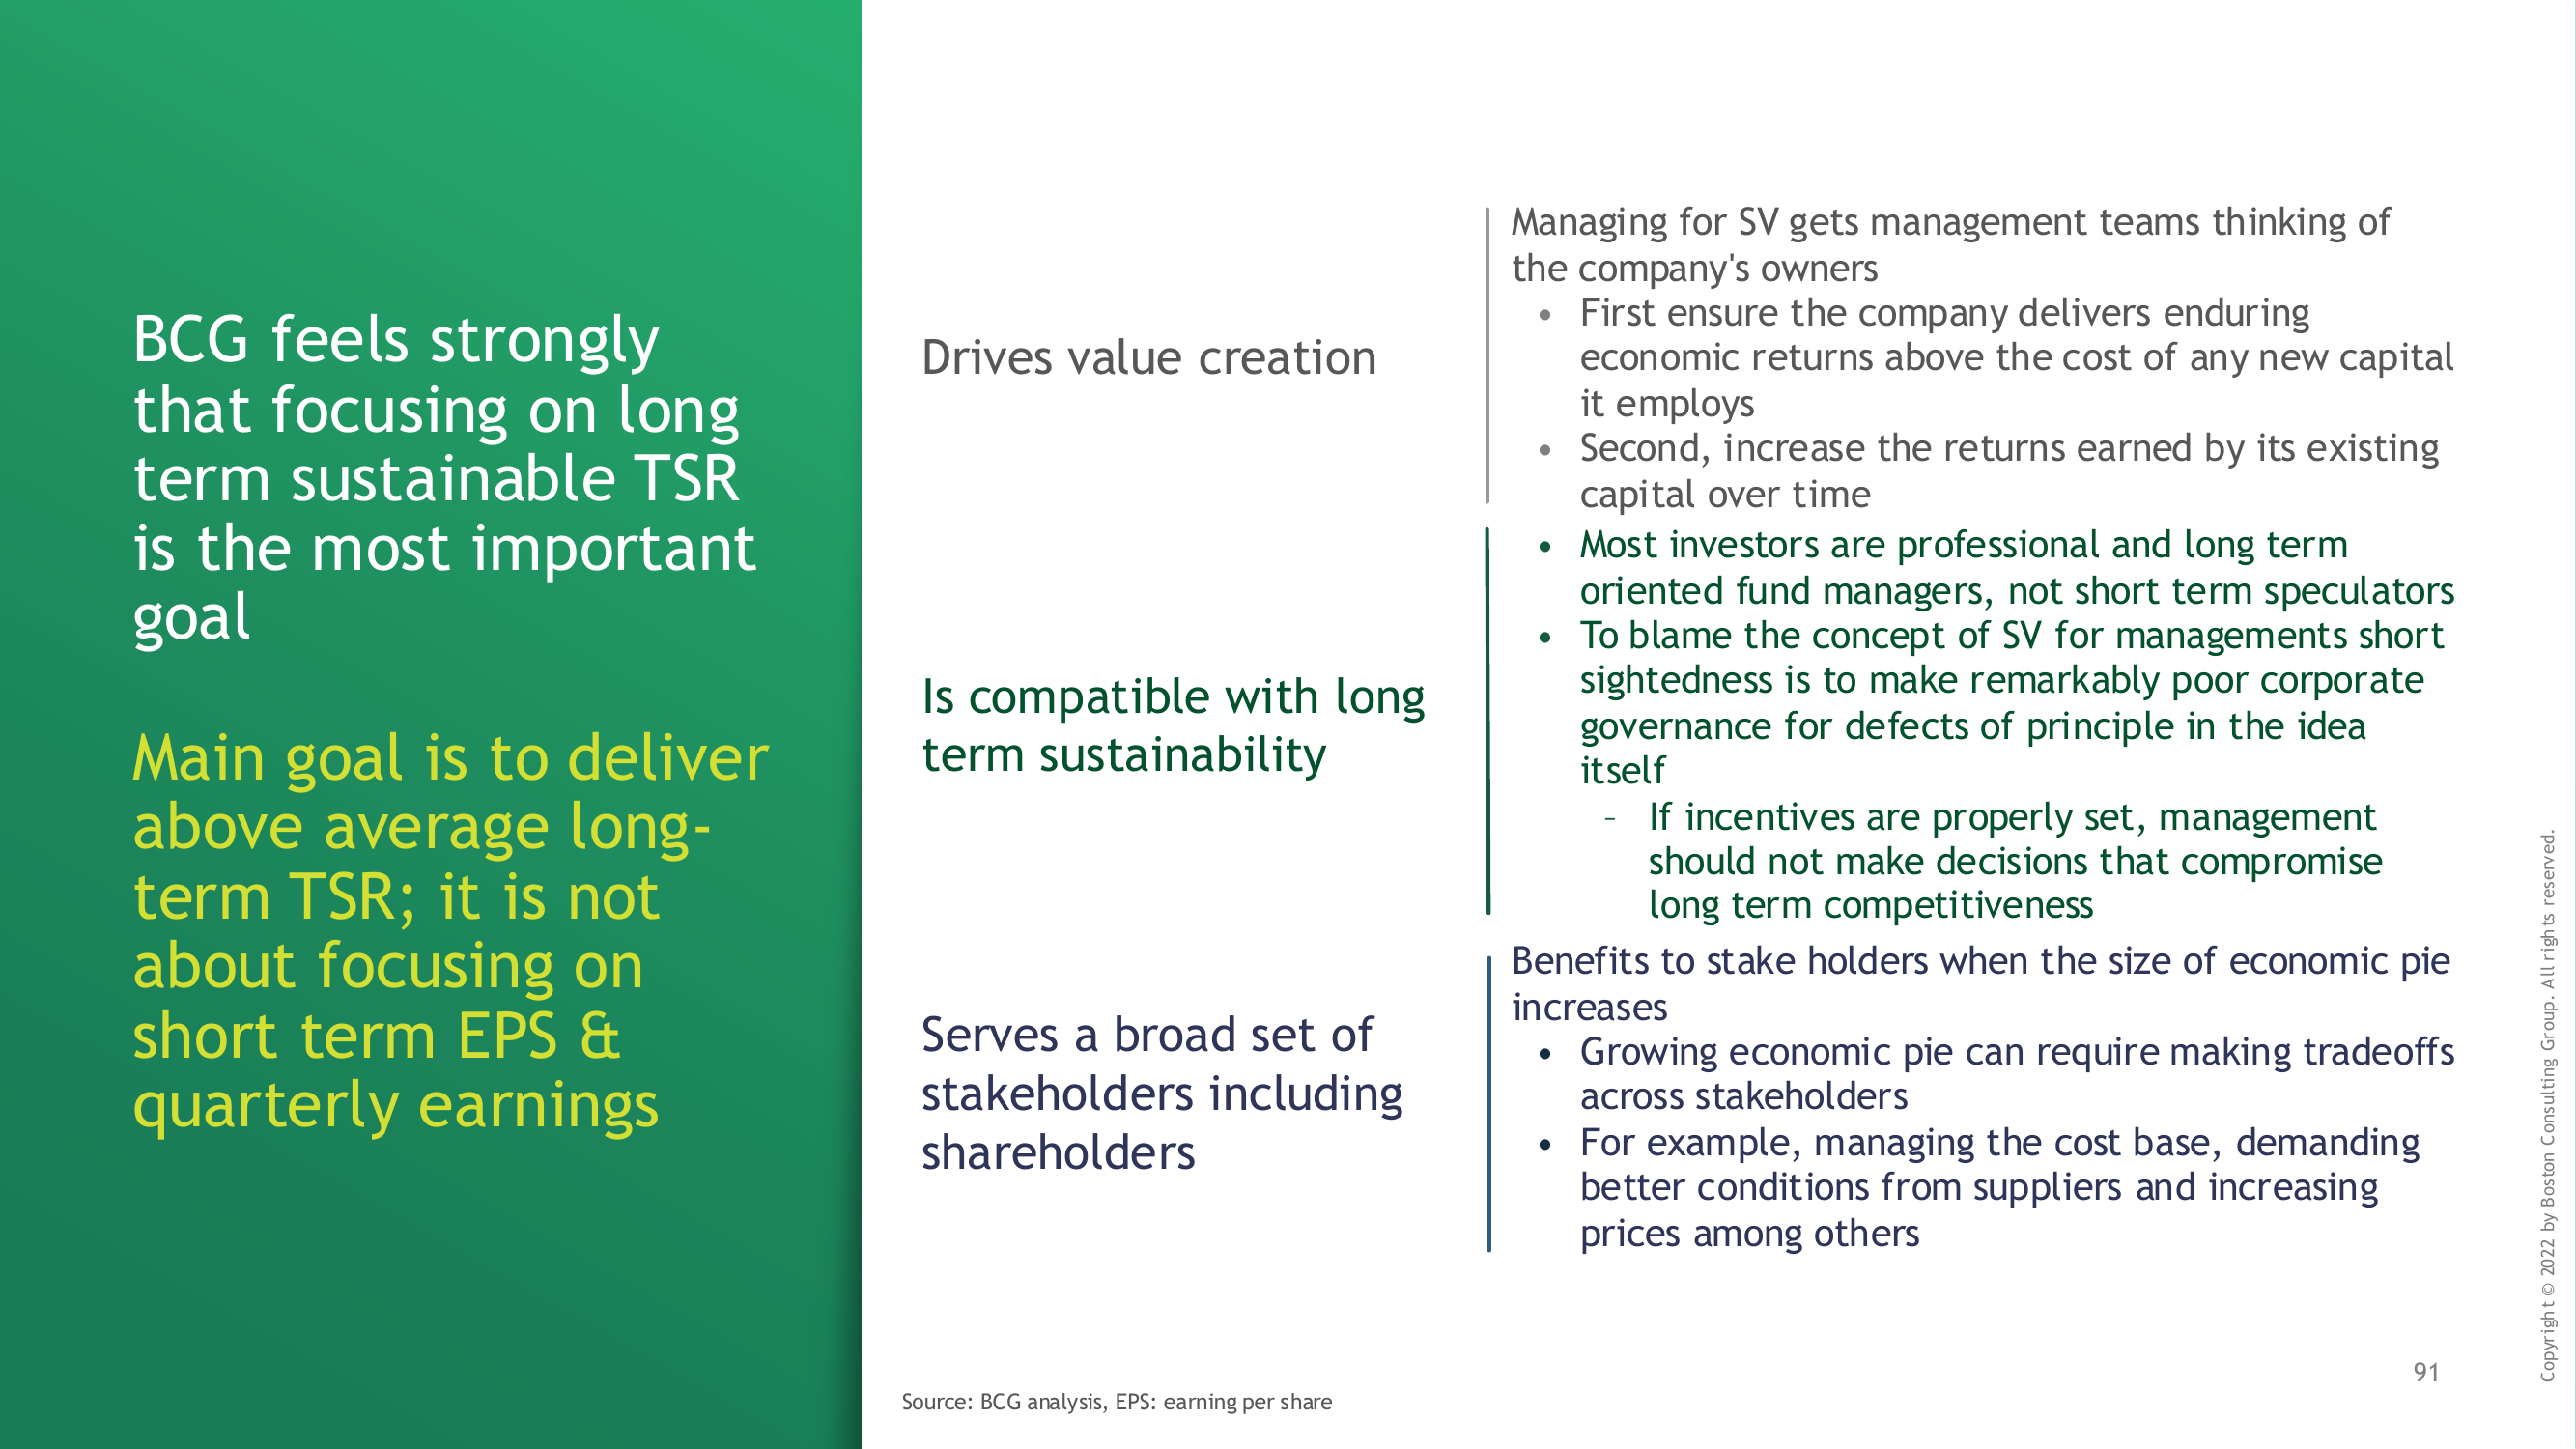 BCG feels strongly
that focusing on long
term sustainable TSR
is the most important
goal
Main goal is to deliver
above average long-
term TSR; it is not
about focusing on
short term EPS &
quarterly earnings
Drives value creation
Managing for SV gets management teams thinking of
the company's owners
• First ensure the company delivers enduring
economic returns above the cost of any new capital
it employs
• Second, increase the returns earned by its existing
capital over time
Is compatible with long
term sustainability
• Most investors are professional and long term
oriented fund managers, not short term speculators
• To blame the concept of SV for managements short
sightedness is to make remarkably poor corporate
governance for defects of principle in the idea
itself
– If incentives are properly set, management
should not make decisions that compromise
long term competitiveness
Serves a broad set of
stakeholders including
shareholders
Benefits to stake holders when the size of economic pie
increases
• Growing economic pie can require making tradeoffs
across stakeholders
• For example, managing the cost base, demanding
better conditions from suppliers and increasing
prices among others
Source: BCG analysis, EPS: earning per share
91
Copyright © 2022 by Boston Consulting Group. All rights reserved.